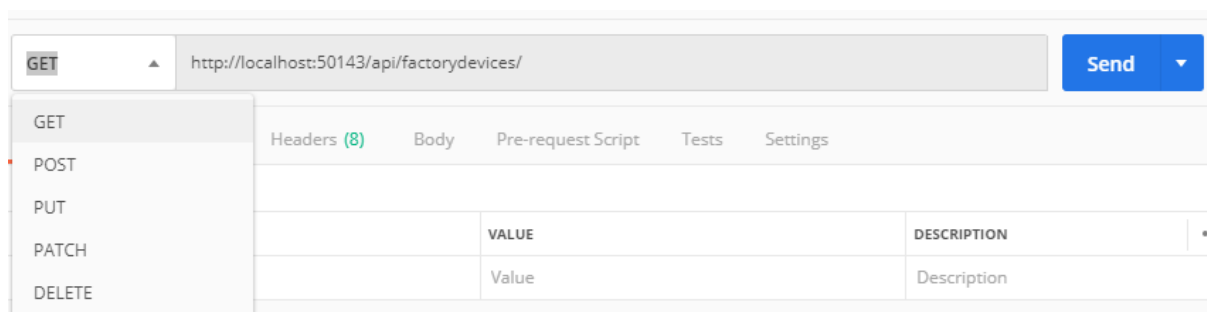 GET http://localhost:50143/api/factorydevices/ Send
GET
Headers (8) Body Pre-request Script Tests Settings
POST
PUT
VALUE DESCRIPTION
PATCH
Value Description
DELETE